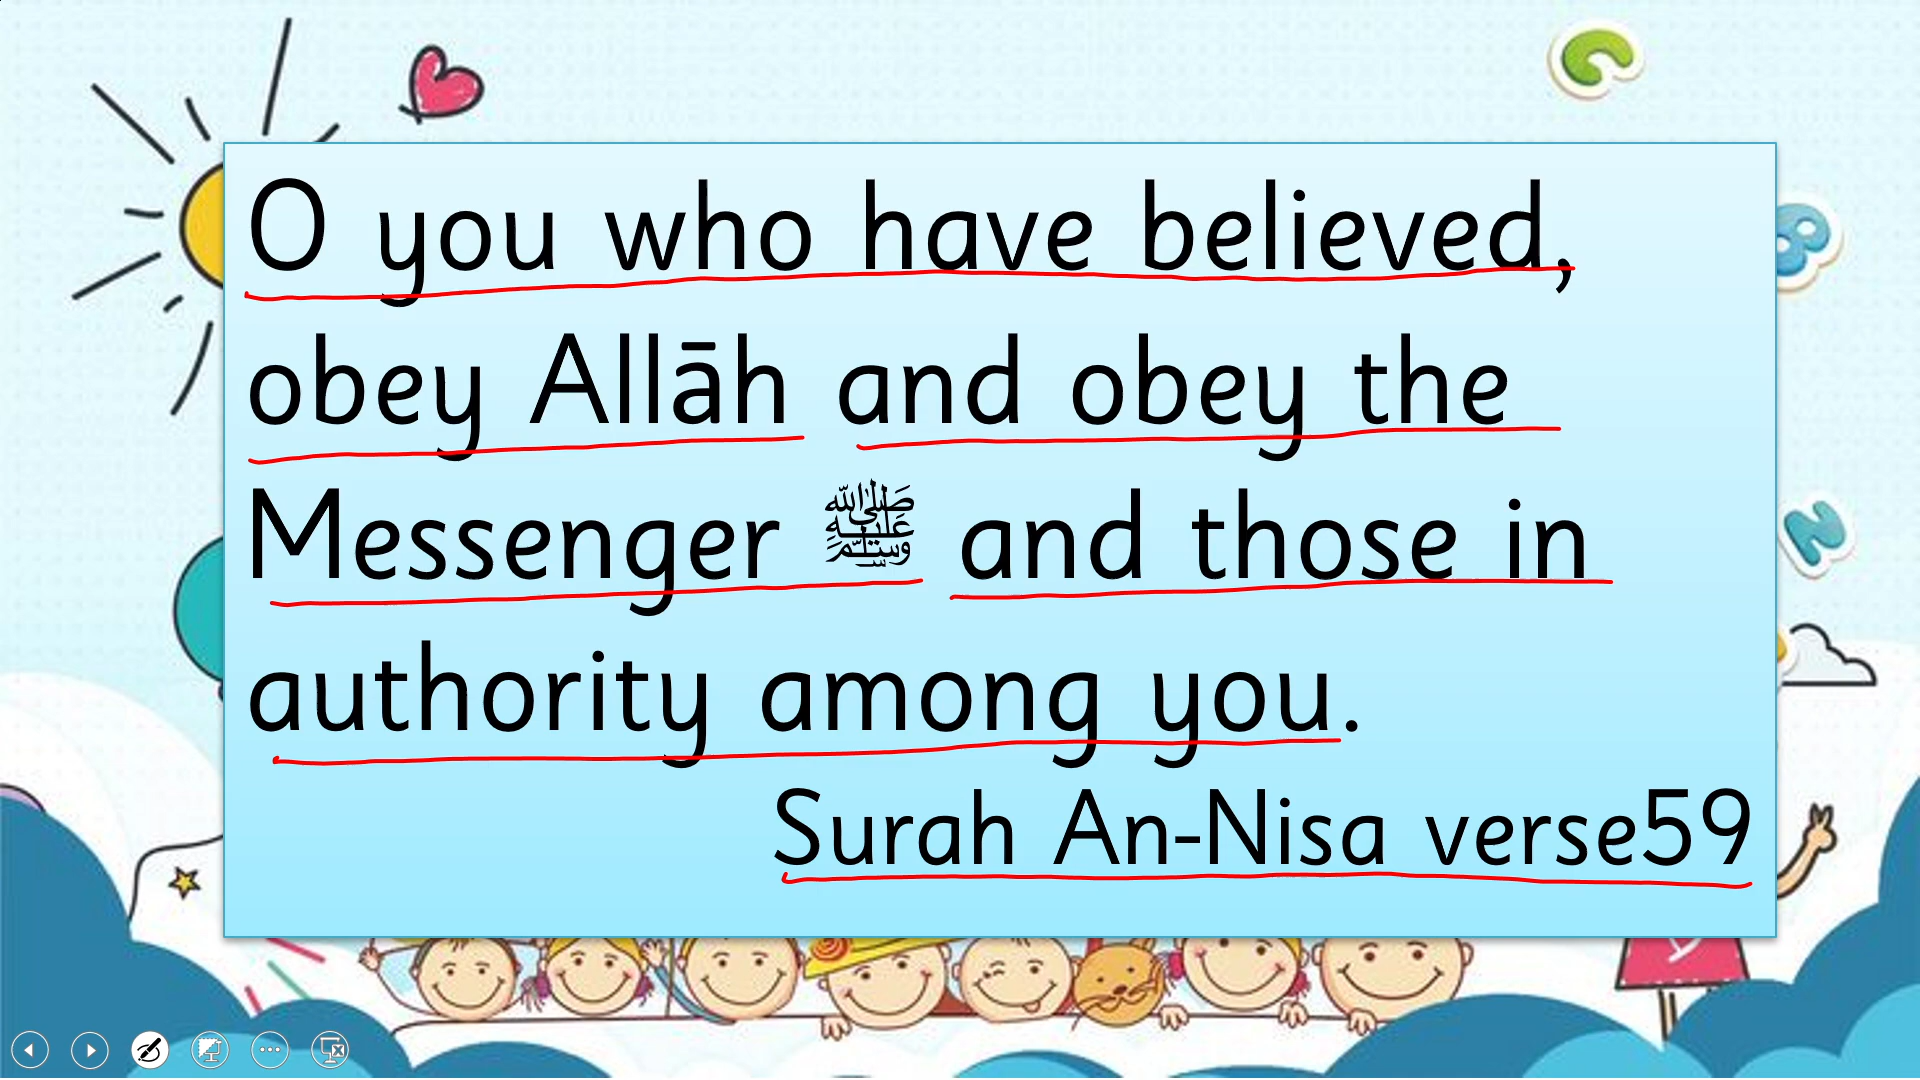 O you who have believed,
obey Allāh and obey the
Messenger ﷺ and those in
authority among you.
Surah An-Nisa verse59